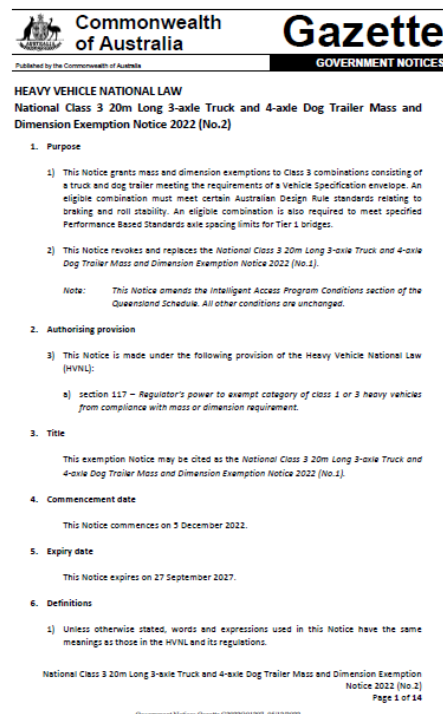 Commonwealth
of Australia
Gazette
Published by the Commonwealth of Australia
GOVERNMENT NOTICES
HEAVY VEHICLE NATIONAL LAW
National Class 3 20m Long 3-axle Truck and 4-axle Dog Trailer Mass and
Dimension Exemption Notice 2022 (No.2)
1. Purpose
1) This Notice grants mass and dimension exemptions to Class 3 combinations consisting of
a truck and dog trailer meeting the requirements of a Vehicle Specification envelope. An
eligible combination must meet certain Australian Design Rule standards relating to
braking and roll stability. An eligible combination is also required to meet specified
Performance Based Standards axle spacing limits for Tier 1 bridges.
2) This Notice revokes and replaces the National Class 3 20m Long 3-axle Truck and 4-axle
Dog Trailer Mass and Dimension Exemption Notice 2022 (No.1).
Note: This Notice amends the Intelligent Access Program Conditions section of the
Queensland Schedule. All other conditions are unchanged.
2. Authorising provision
3) This Notice is made under the following provision of the Heavy Vehicle National Law
(HVNL):
a) section 117 – Regulator's power to exempt category of class 1 or 3 heavy vehicles
from compliance with mass or dimension requirement.
3. Title
This exemption Notice may be cited as the National Class 3 20m Long 3-axle Truck and
4-axle Dog Trailer Mass and Dimension Exemption Notice 2022 (No.1).
4. Commencement date
This Notice commences on 5 December 2022.
5. Expiry date
This Notice expires on 27 September 2027.
6. Definitions
1) Unless otherwise stated, words and expressions used in this Notice have the same
meanings as those in the HVNL and its regulations.
National Class 3 20m Long 3-axle Truck and 4-axle Dog Trailer Mass and Dimension Exemption
Notice 2022 (No.2)
Page 1 of 14